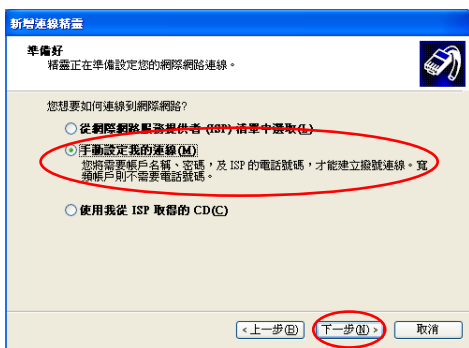 新增連線精靈
準備好
精靈正在準備設定您的網際網路連線。
您想要如何連線到網際網路?
從網際網路服務提供者 (ISP) 清單中選取(L)
手動設定我的連線(M)
您將需要帳戶名稱、密碼，及 ISP 的電話號碼，才能建立撥號連線。寬
頻帳戶則不需要電話號碼。
使用我從 ISP 取得的 CD(C)
<上一步(B) 下一步(N)> 取消